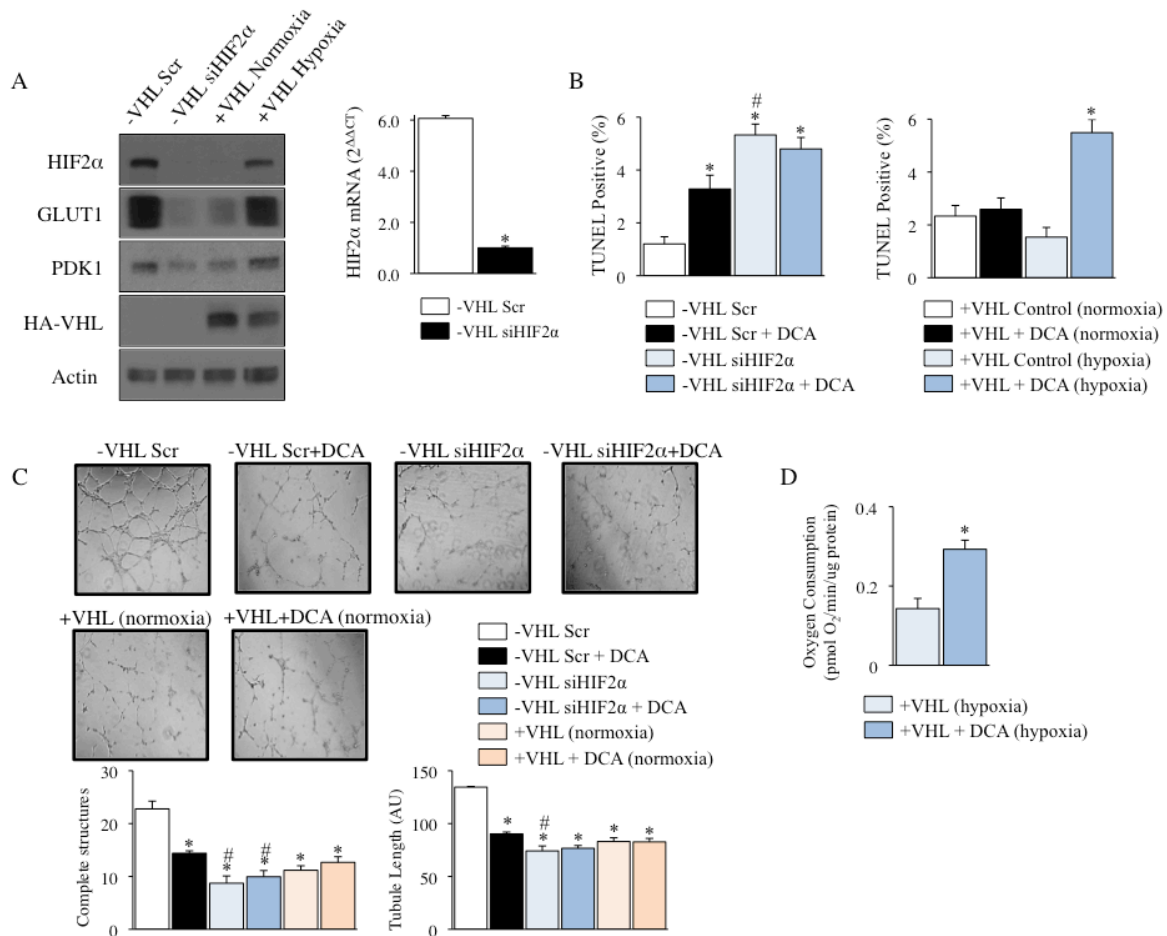 A
-VHL Scr
-VHL siHIF2α
+VHL Normoxia
+VHL Hypoxia
HIF2α
GLUT1
PDK1
HA-VHL
Actin
HIF2α mRNA (2^ΔΔCT)
6.0
4.0
2.0
0.0
*
-VHL Scr
-VHL siHIF2α
B
TUNEL Positive (%)
6
4
2
0
*
#
*
*
-VHL Scr
-VHL Scr + DCA
-VHL siHIF2α
-VHL siHIF2α + DCA
TUNEL Positive (%)
6
4
2
0
*
+VHL Control (normoxia)
+VHL + DCA (normoxia)
+VHL Control (hypoxia)
+VHL + DCA (hypoxia)
C
-VHL Scr
-VHL Scr+DCA
-VHL siHIF2α
-VHL siHIF2α+DCA
+VHL (normoxia)
+VHL+DCA (normoxia)
-VHL Scr
-VHL Scr + DCA
-VHL siHIF2α
-VHL siHIF2α + DCA
+VHL (normoxia)
+VHL + DCA (normoxia)
Complete structures
30
20
10
0
*
#
*
#
*
*
*
Tubule Length (AU)
150
100
50
0
*
#
*
*
*
*
D
Oxygen Consumption
(pmol O₂/min/ug protein)
0.4
0.2
0
*
+VHL (hypoxia)
+VHL + DCA (hypoxia)